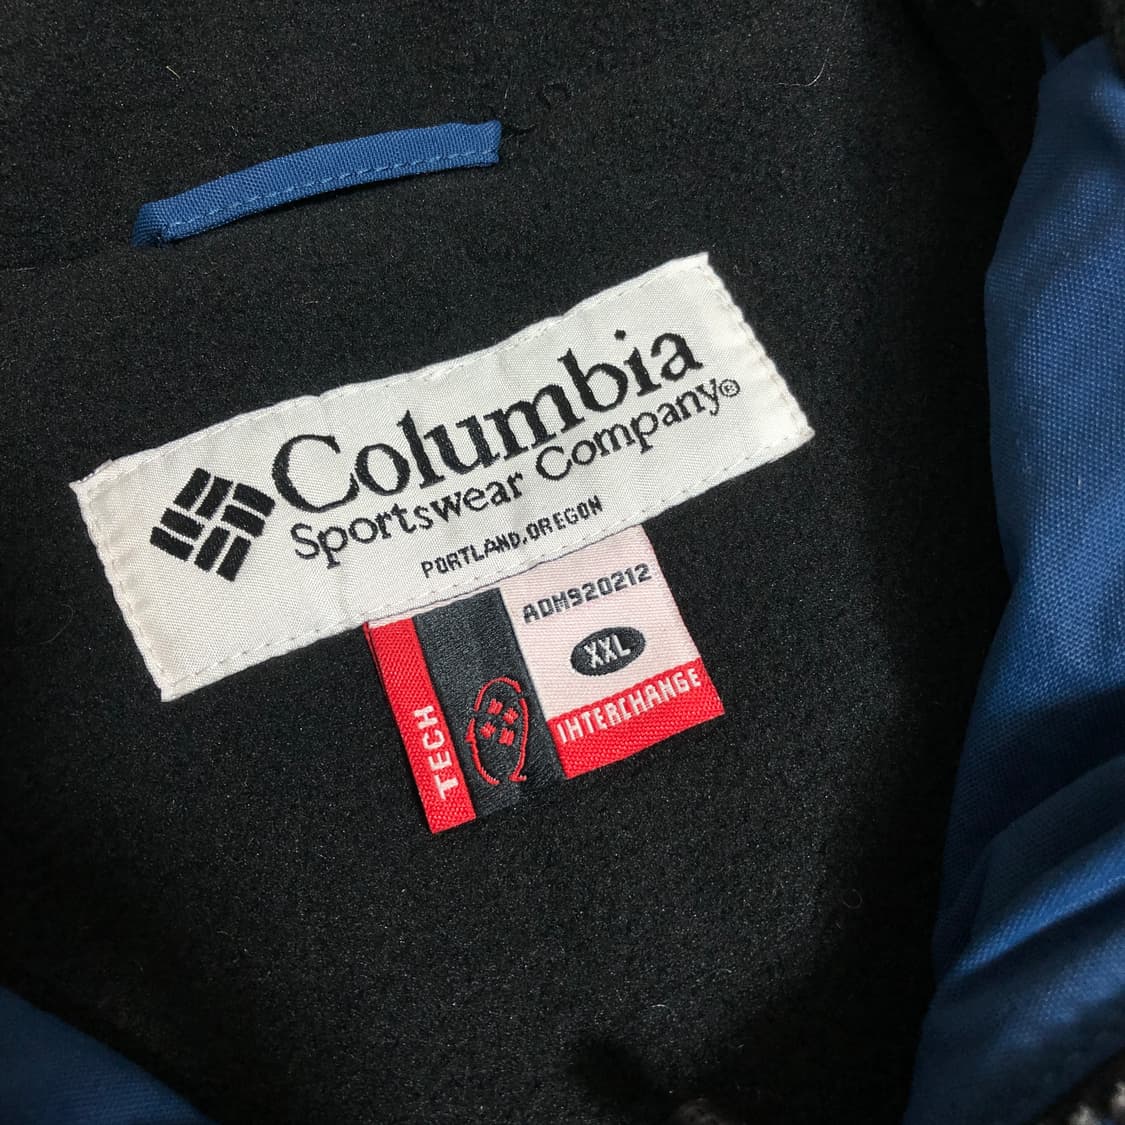 Columbia
Sportswear Company®
PORTLAND, OREGON
ADM920212
XXL
INTERCHANGE
TECH